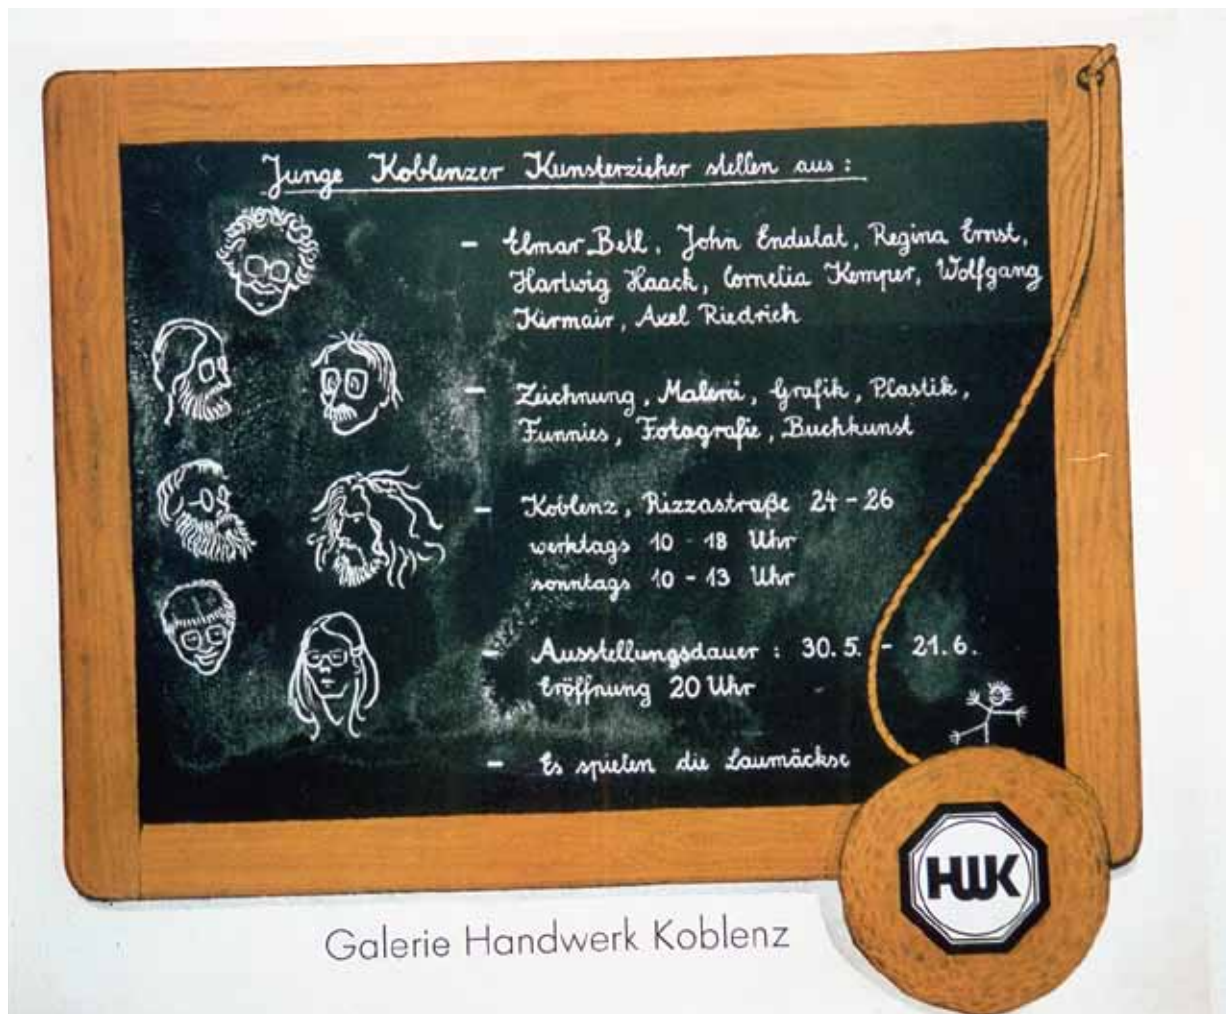 Junge Koblenzer Kunsterzieher stellen aus:
- Elmar Bell, John Endulat, Regina Ernst,
Hartwig Haack, Cornelia Kemper, Wolfgang
Kirmair, Axel Riedrich
- Zeichnung, Malerei, Grafik, Plastik,
Funnies, Fotografie, Buchkunst
- Koblenz, Rizzastraße 24-26
werktags 10-18 Uhr
sonntags 10-13 Uhr
- Ausstellungsdauer: 30.5. - 21.6.
Eröffnung 20 Uhr
- Es spielen die Laumäckse
HWK
Galerie Handwerk Koblenz